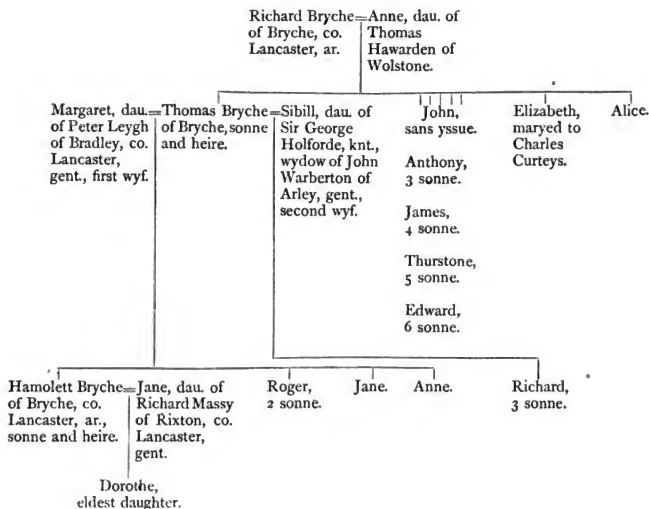 Richard Bryche=Anne, dau. of
of Bryche, co. Thomas
Lancaster, ar. Hawarden of
Wolstone.
Margaret, dau.=Thomas Bryche=Sibill, dau. of
of Peter Leygh of Bryche, sonne Sir George
of Bradley, co. and heire. Holforde, knt.,
Lancaster, wydow of John
gent., first wyf. Warberton of
Arley, gent.,
second wyf.
John,
sans yssue.
Anthony,
3 sonne.
James,
4 sonne.
Thurstone,
5 sonne.
Edward,
6 sonne.
Elizabeth,
maryed to
Charles
Curteys.
Alice.
Hamolett Bryche=Jane, dau. of
of Bryche, co. Richard Massy
Lancaster, ar., of Rixton, co.
sonne and heire. Lancaster,
gent.
Roger,
2 sonne.
Jane.
Anne.
Richard,
3 sonne.
Dorothe,
eldest daughter.